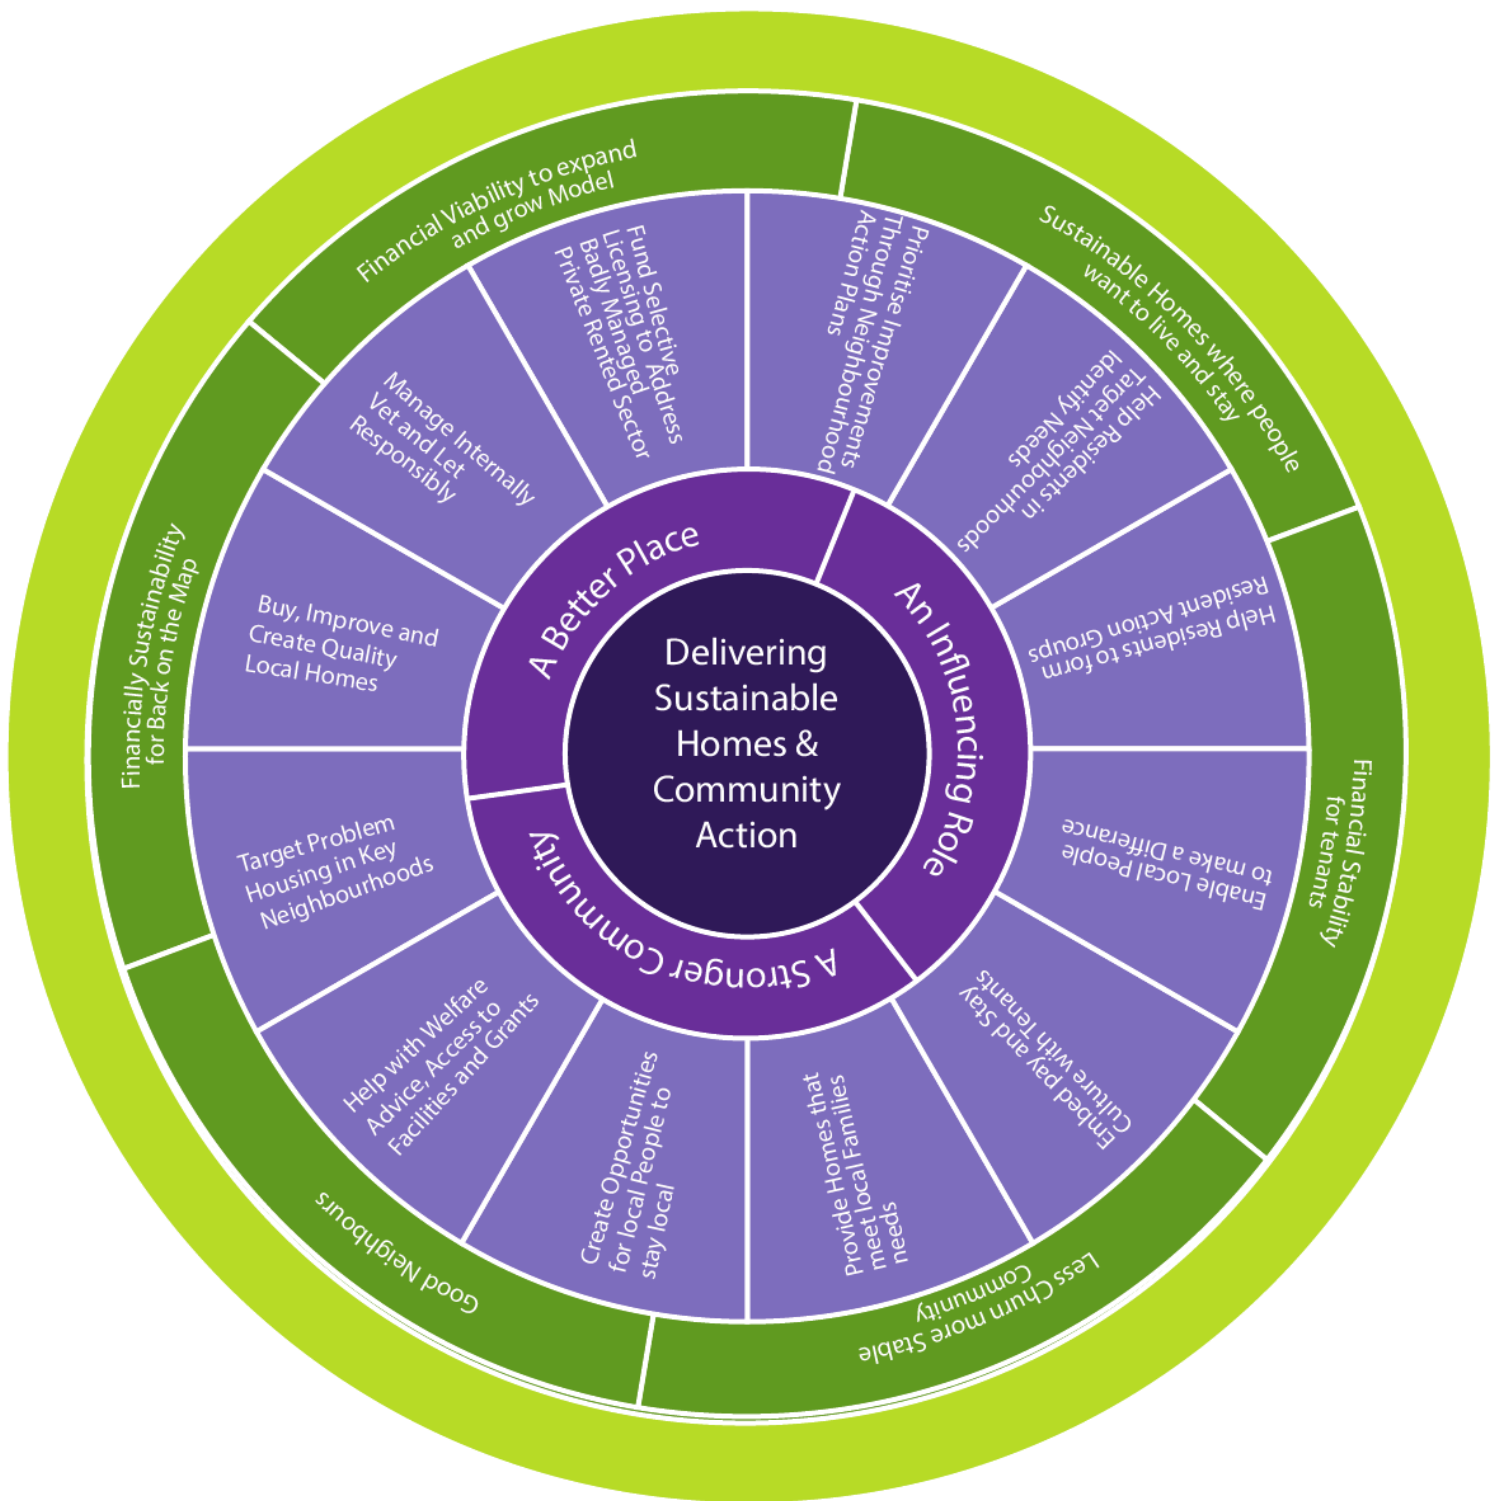 Delivering
Sustainable
Homes &
Community
Action
A Better Place
An Influencing Role
A Stronger Community
Prioritise Improvements
Through Neighbourhood
Action Plans
Help Residents in
Target Neighbourhoods
Identify Needs
Help Residents to form
Resident Action Groups
Enable Local People
to make a Differance
Embed pay and Stay
Culture with Tenants
Provide Homes that
meet local Families
needs
Create Opportunities
for local People to
stay local
Help with Welfare
Advice, Access to
Facilities and Grants
Target Problem
Housing in Key
Neighbourhoods
Buy, Improve and
Create Quality
Local Homes
Manage Internally
Vet and Let
Responsibly
Fund Selective
Licensing to Address
Badly Managed
Private Rented Sector
Sustainable Homes where people
want to live and stay
Financial Stability
for tenants
Less Churn more Stable
Community
Good Neighbours
Financially Sustainability
for Back on the Map
Financial Viability to expand
and grow Model